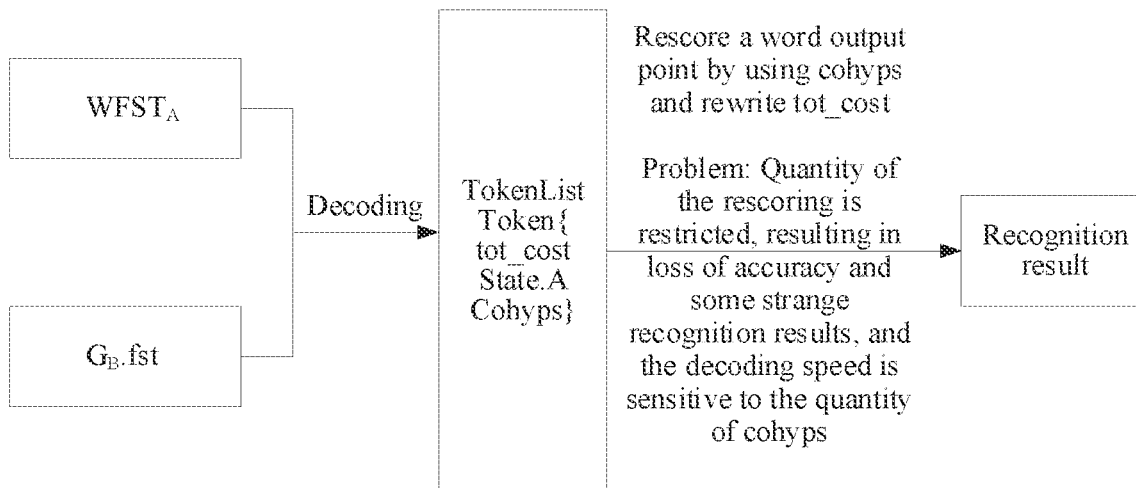 WFST_A
G_B.fst
Decoding
TokenList
Token{
tot_cost
State.A
Cohyps}
Rescore a word output
point by using cohyps
and rewrite tot_cost
Problem: Quantity of
the rescoring is
restricted, resulting in
loss of accuracy and
some strange
recognition results, and
the decoding speed is
sensitive to the quantity
of cohyps
Recognition
result